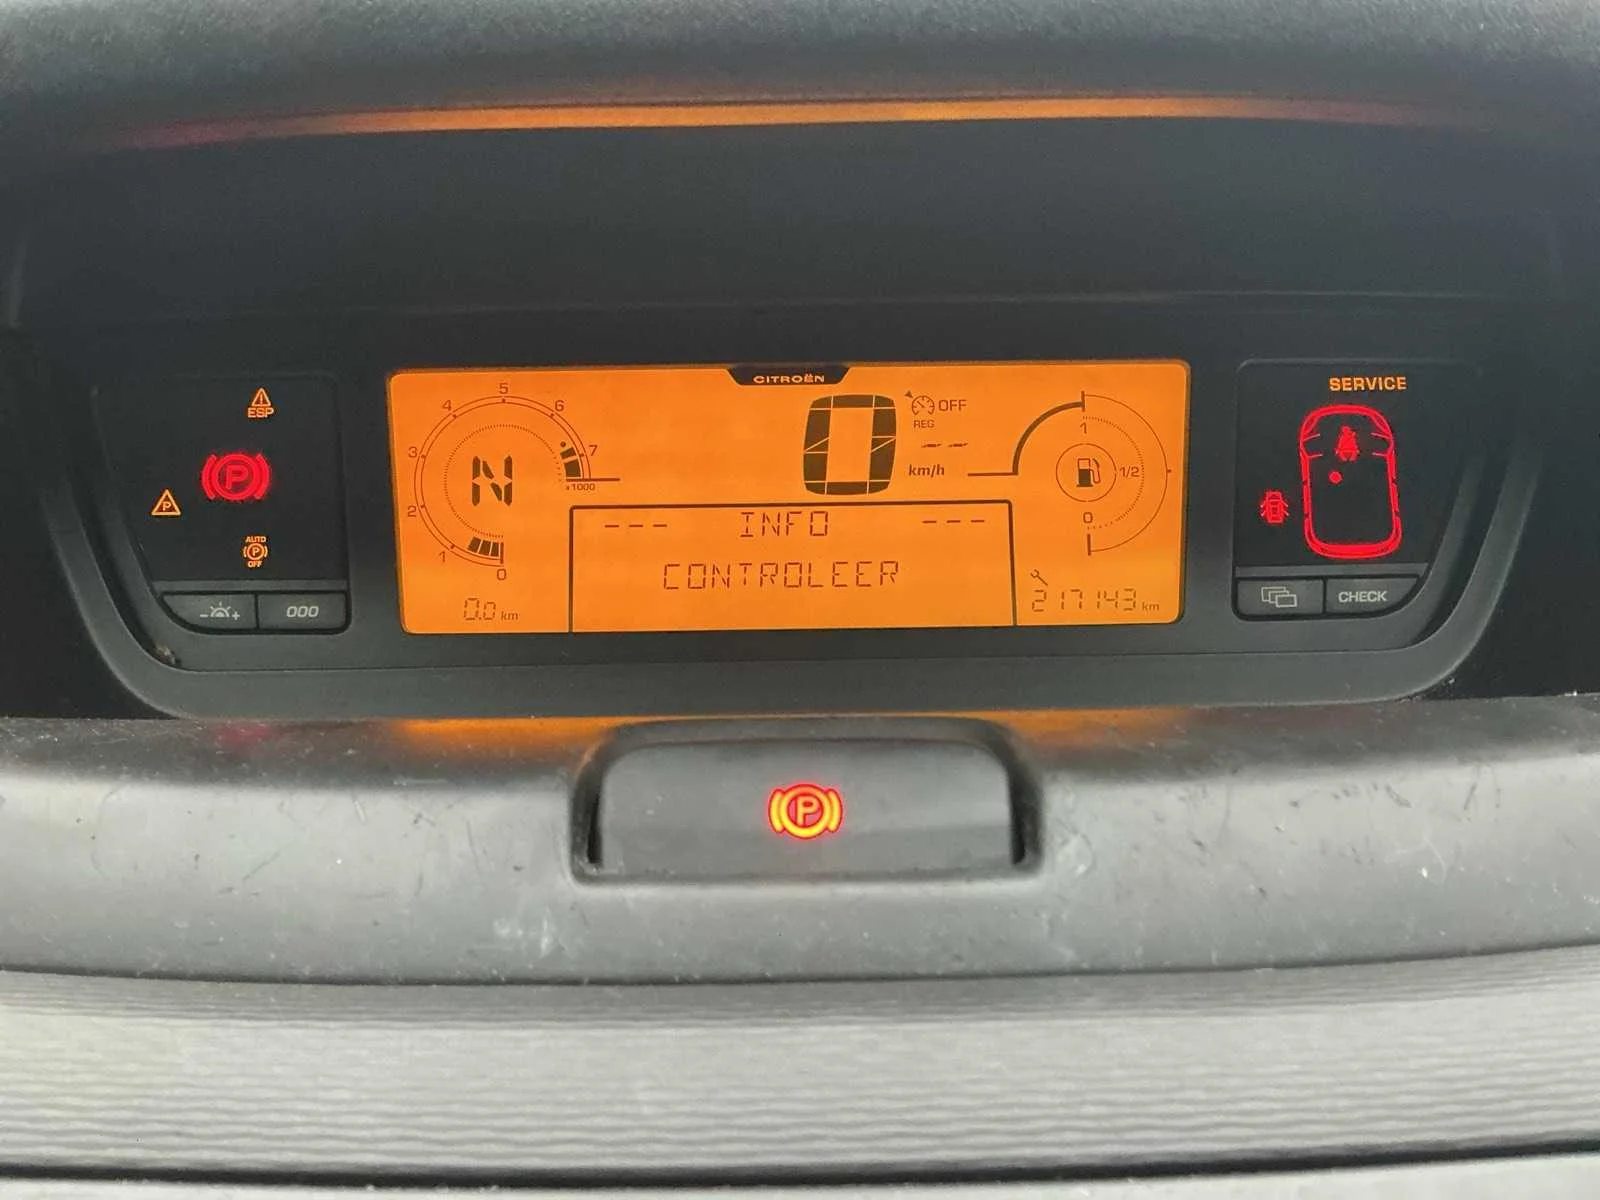 CITROËN
ESP
P
P
AUTO
P
OFF
000
5
4
6
3
7
x1000
N
2
1
0
0.0 km
0
km/h
OFF
REG
-- --
--- INFO ---
CONTROLEER
1
1/2
0
217143 km
SERVICE
CHECK
P